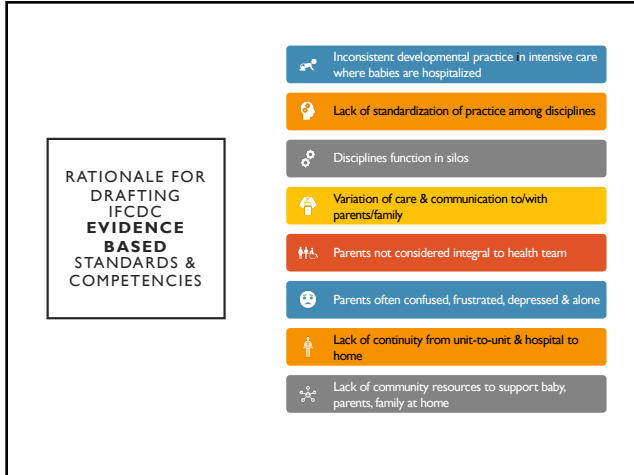 RATIONALE FOR
DRAFTING
IFCDC
EVIDENCE
BASED
STANDARDS &
COMPETENCIES
Inconsistent developmental practice in intensive care
where babies are hospitalized
Lack of standardization of practice among disciplines
Disciplines function in silos
Variation of care & communication to/with
parents/family
Parents not considered integral to health team
Parents often confused, frustrated, depressed & alone
Lack of continuity from unit-to-unit & hospital to
home
Lack of community resources to support baby,
parents, family at home